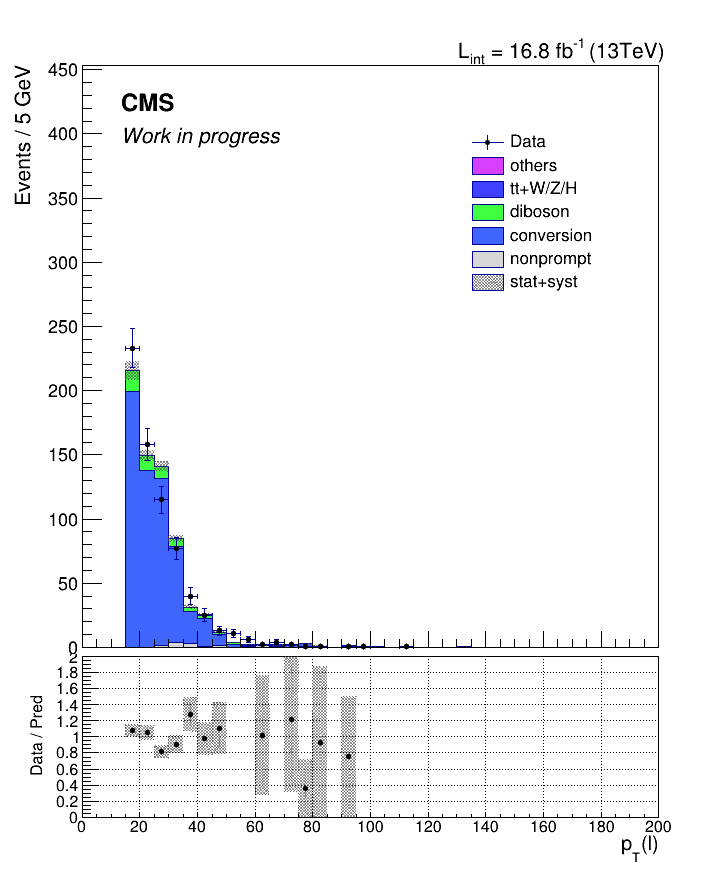 L_int = 16.8 fb^-1 (13TeV)
Events / 5 GeV
450
400
350
300
250
200
150
100
50
0
CMS
Work in progress
Data
others
tt+W/Z/H
diboson
conversion
nonprompt
stat+syst
Data / Pred
2
1.8
1.6
1.4
1.2
1
0.8
0.6
0.4
0.2
0
0 20 40 60 80 100 120 140 160 180 200
p_T(l)